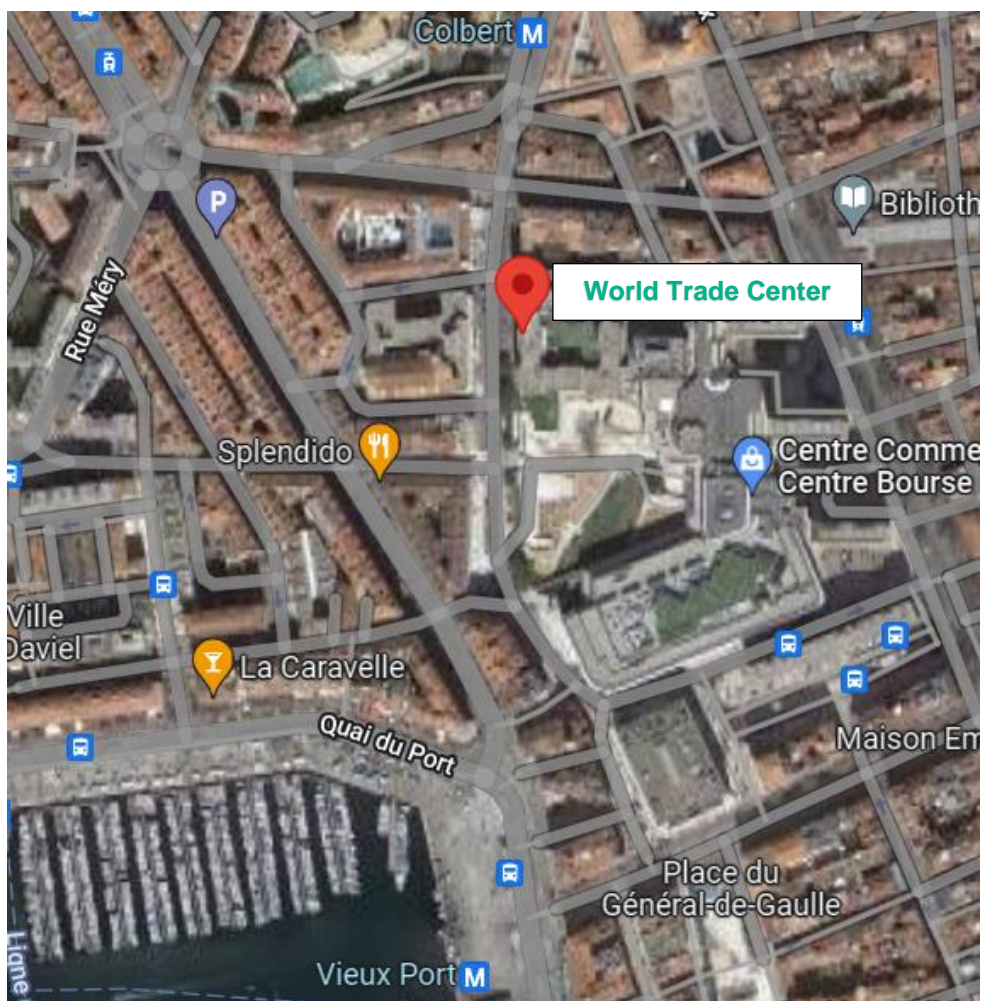 Colbert M
P
Biblioth
World Trade Center
Rue Méry
Splendido
Centre Comme
Centre Bourse
Ville
Daviel
La Caravelle
Quai du Port
Maison Em
Place du
Général-de-Gaulle
Ligne
Vieux Port M